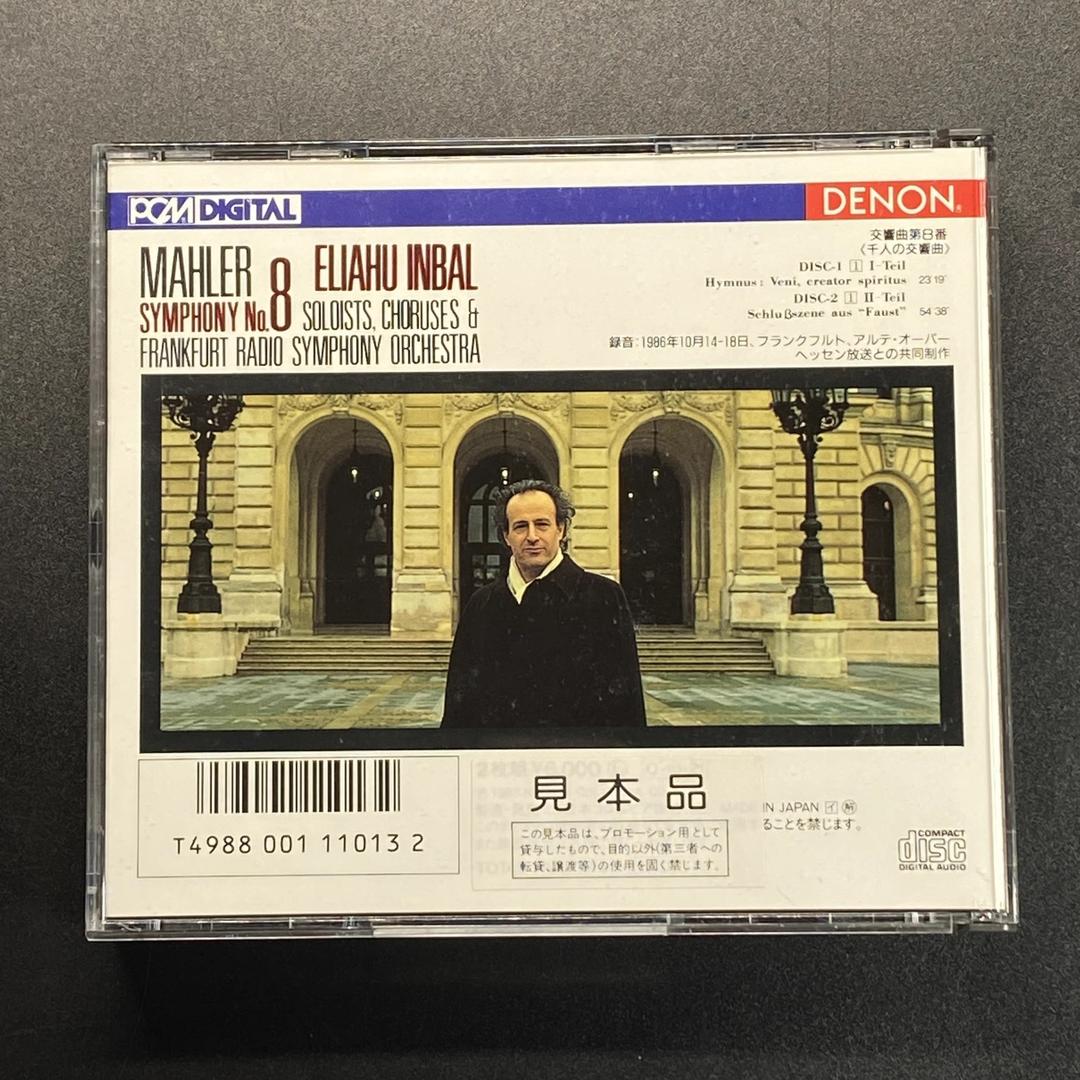 PCM DIGITAL
DENON
MAHLER ELIAHU INBAL
SYMPHONY No.8 SOLOISTS, CHORUSES &
FRANKFURT RADIO SYMPHONY ORCHESTRA
交響曲第8番
《千人の交響曲》
DISC-1 1 I-Teil
Hymnus: Veni, creator spiritus 23'19"
DISC-2 1 II-Teil
Schlußszene aus "Faust" 54'38"
録音:1986年10月14-18日、フランクフルト、アルテ・オーパー
ヘッセン放送との共同制作
T4988 001 11013 2
見本品
この見本品は、プロモーション用として
貸与したもので、目的以外(第三者への
転貸、譲渡等)の使用を固く禁じます。
IN JAPAN イ 解
ることを禁じます。
COMPACT
disc
DIGITAL AUDIO